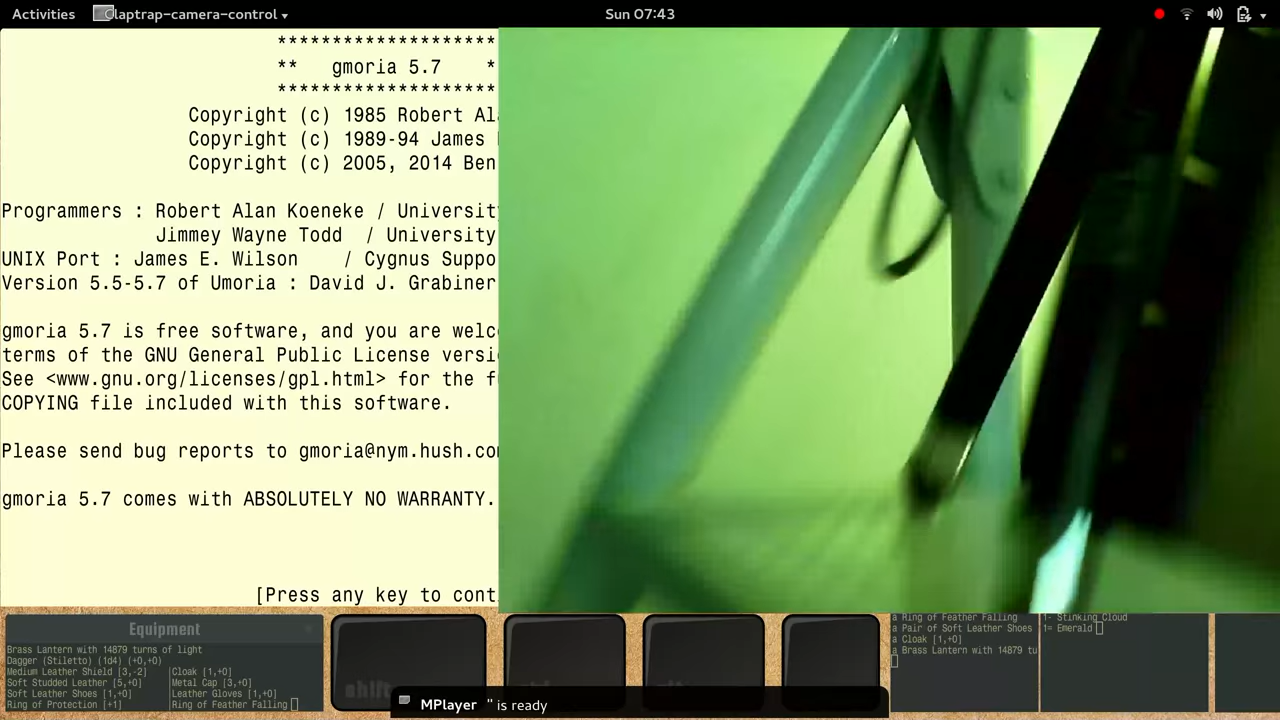 Activities Claptrap-camera-control Sun 07:43
*********************
** gmoria 5.7 *
*********************
Copyright (c) 1985 Robert Al
Copyright (c) 1989-94 James
Copyright (c) 2005, 2014 Ben
Programmers : Robert Alan Koeneke / University
Jimmey Wayne Todd / University
UNIX Port : James E. Wilson / Cygnus Suppo
Version 5.5-5.7 of Umoria : David J. Grabiner
gmoria 5.7 is free software, and you are welc
terms of the GNU General Public License versi
See <www.gnu.org/licenses/gpl.html> for the f
COPYING file included with this software.
Please send bug reports to gmoria@nym.hush.co
gmoria 5.7 comes with ABSOLUTELY NO WARRANTY.
[Press any key to cont
Equipment
Brass Lantern with 14879 turns of light
Dagger (Stiletto) (1d4) (+0,+0)
Medium Leather Shield [3,-2] Cloak [1,+0]
Soft Studded Leather [5,+0] Metal Cap [3,+0]
Soft Leather Shoes [1,+0] Leather Gloves [1,+0]
Ring of Protection [+1] Ring of Feather Falling
shift
MPlayer " is ready
a Ring of Feather Falling
a Pair of Soft Leather Shoes
a Cloak [1,+0]
a Brass Lantern with 14879 tu
1- Stinking Cloud
1= Emerald